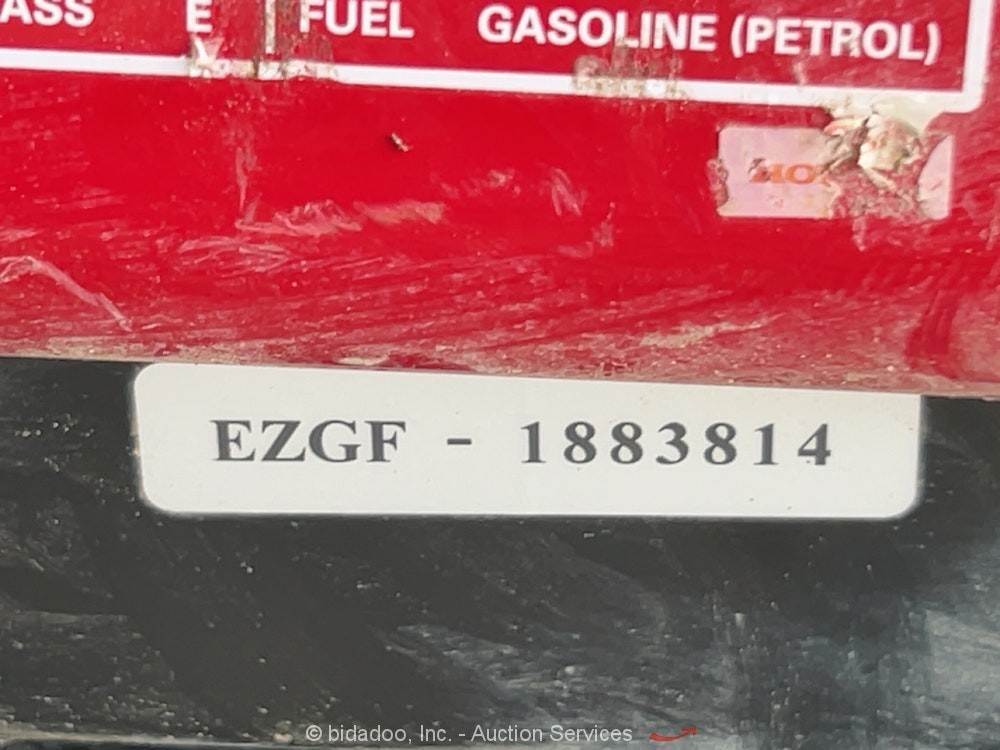 ASS E FUEL GASOLINE (PETROL)
EZGF - 1883814
© bidadoo, Inc. - Auction Services